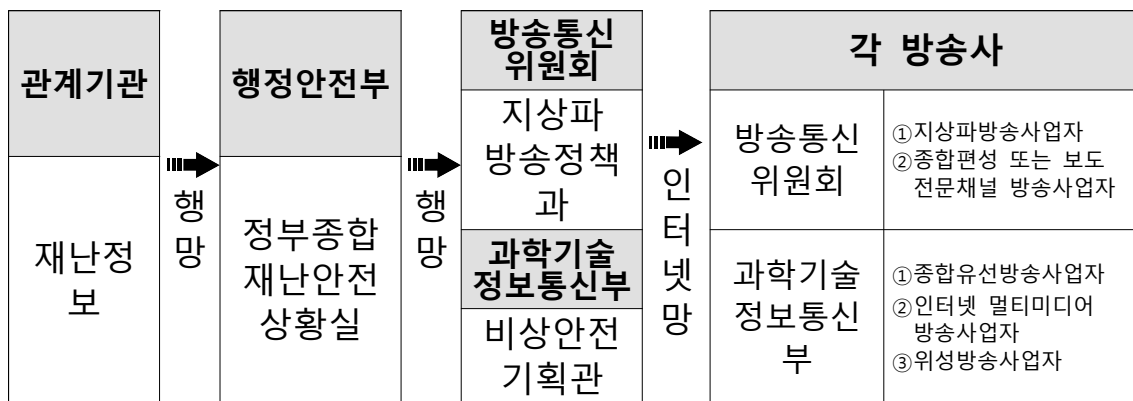 관계기관
재난정
보
행
망
행정안전부
정부종합
재난안전
상황실
행
망
방송통신
위원회
지상파
방송정책
과
과학기술
정보통신부
비상안전
기획관
인
터
넷
망
각 방송사
방송통신
위원회
①지상파방송사업자
②종합편성 또는 보도
전문채널 방송사업자
과학기술
정보통신
부
①종합유선방송사업자
②인터넷 멀티미디어
방송사업자
③위성방송사업자